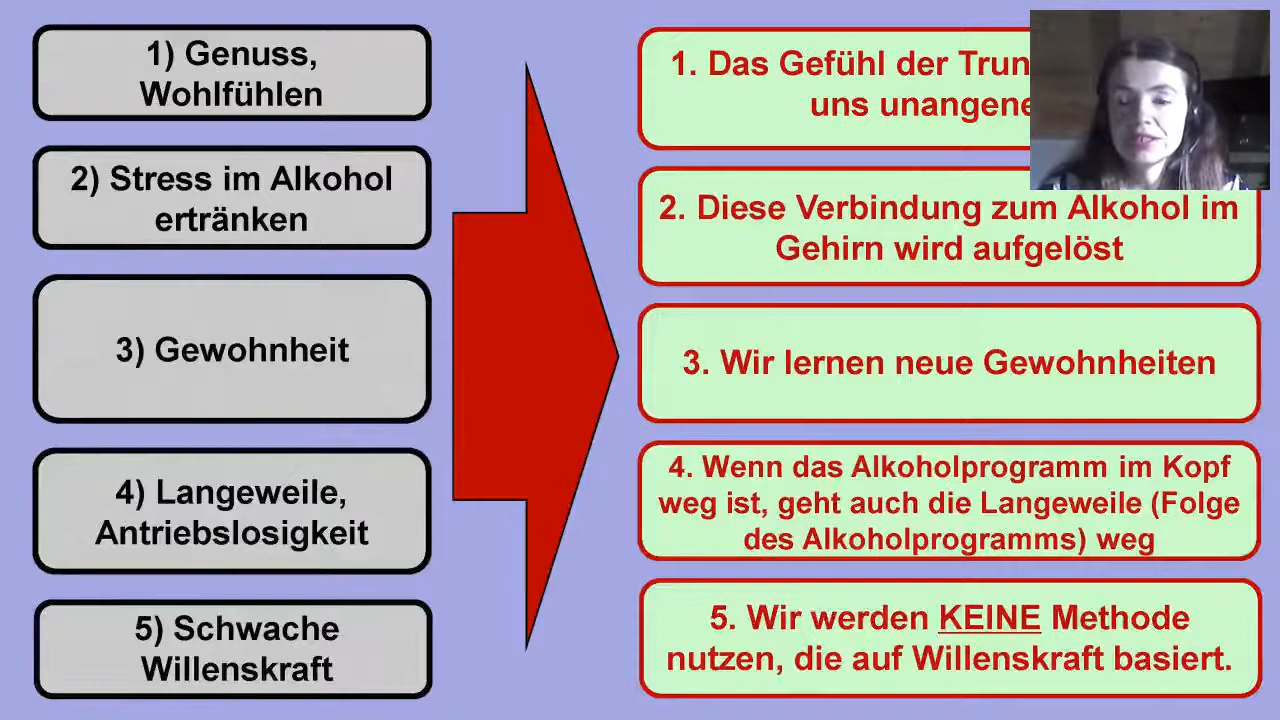 1) Genuss,
Wohlfühlen
2) Stress im Alkohol
ertränken
3) Gewohnheit
4) Langeweile,
Antriebslosigkeit
5) Schwache
Willenskraft
1. Das Gefühl der
uns
2. Diese Verbindung zum Alkohol im
Gehirn wird aufgelöst
3. Wir lernen neue Gewohnheiten
4. Wenn das Alkoholprogramm im Kopf
weg ist, geht auch die Langeweile (Folge
des Alkoholprogramms) weg
5. Wir werden KEINE Methode
nutzen, die auf Willenskraft basiert.